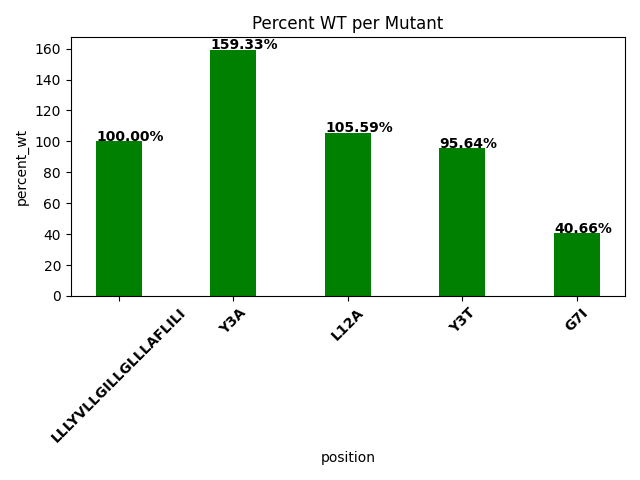 Percent WT per Mutant
160
140
120
100
80
60
40
20
0
percent_wt
100.00%
159.33%
105.59%
95.64%
40.66%
LLLYVLLGILLGLLLAFLILI
Y3A
L12A
Y3T
G7I
position